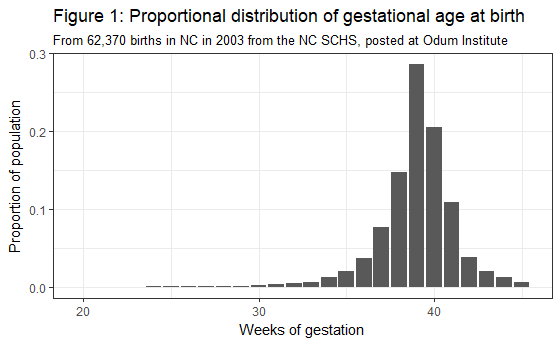 Figure 1: Proportional distribution of gestational age at birth
From 62,370 births in NC in 2003 from the NC SCHS, posted at Odum Institute
0.3
0.2
0.1
0.0
Proportion of population
20 30 40
Weeks of gestation